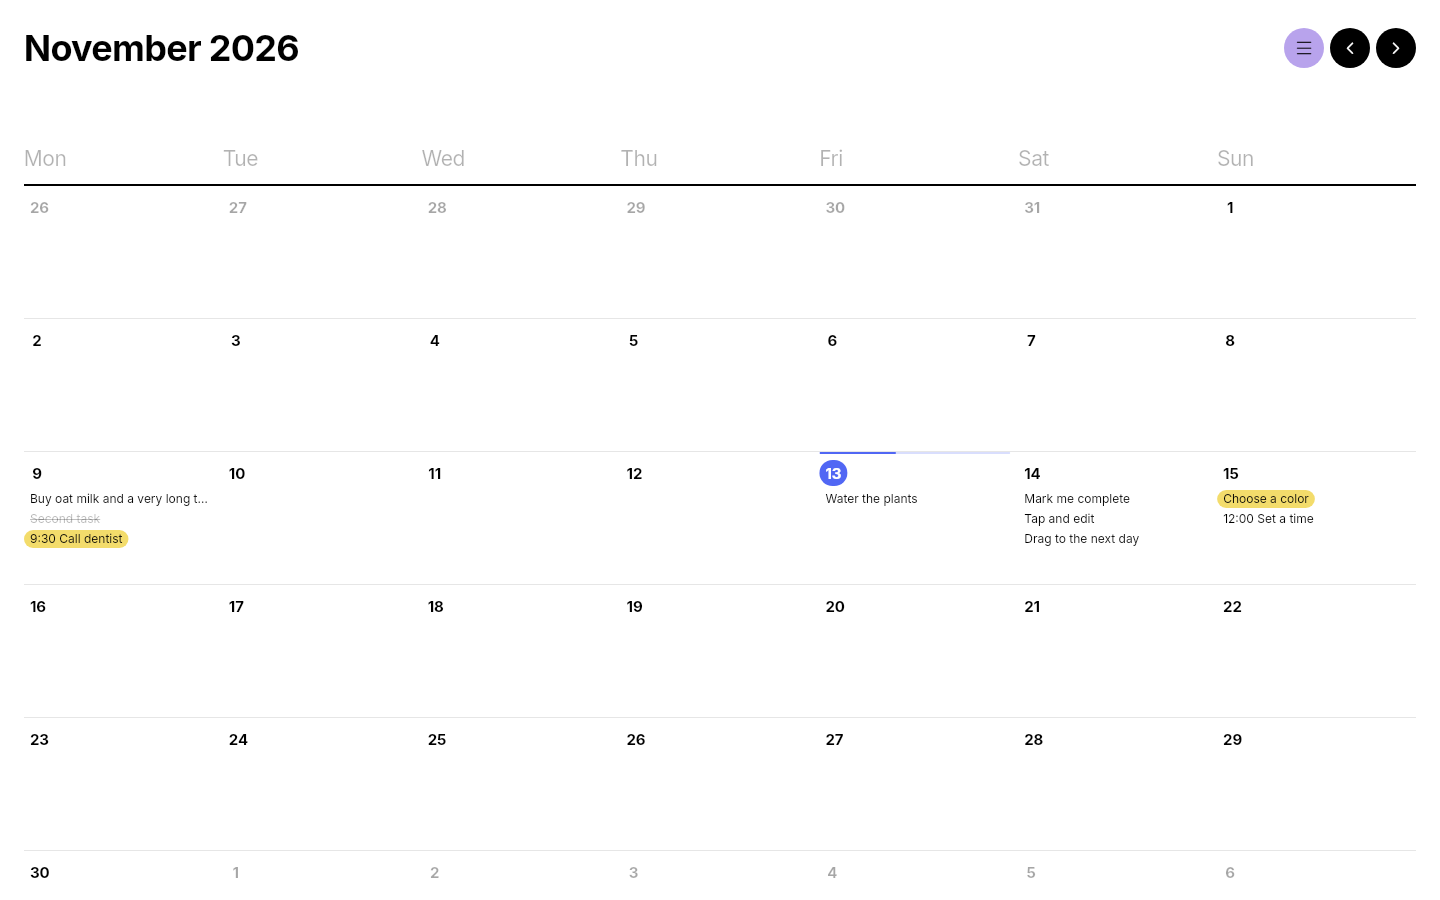 November 2026
Mon Tue Wed Thu Fri Sat Sun
26 27 28 29 30 31 1
2 3 4 5 6 7 8
9 10 11 12 13 14 15
Buy oat milk and a very long t... Water the plants Mark me complete Choose a color
Second task Tap and edit 12:00 Set a time
9:30 Call dentist Drag to the next day
16 17 18 19 20 21 22
23 24 25 26 27 28 29
30 1 2 3 4 5 6